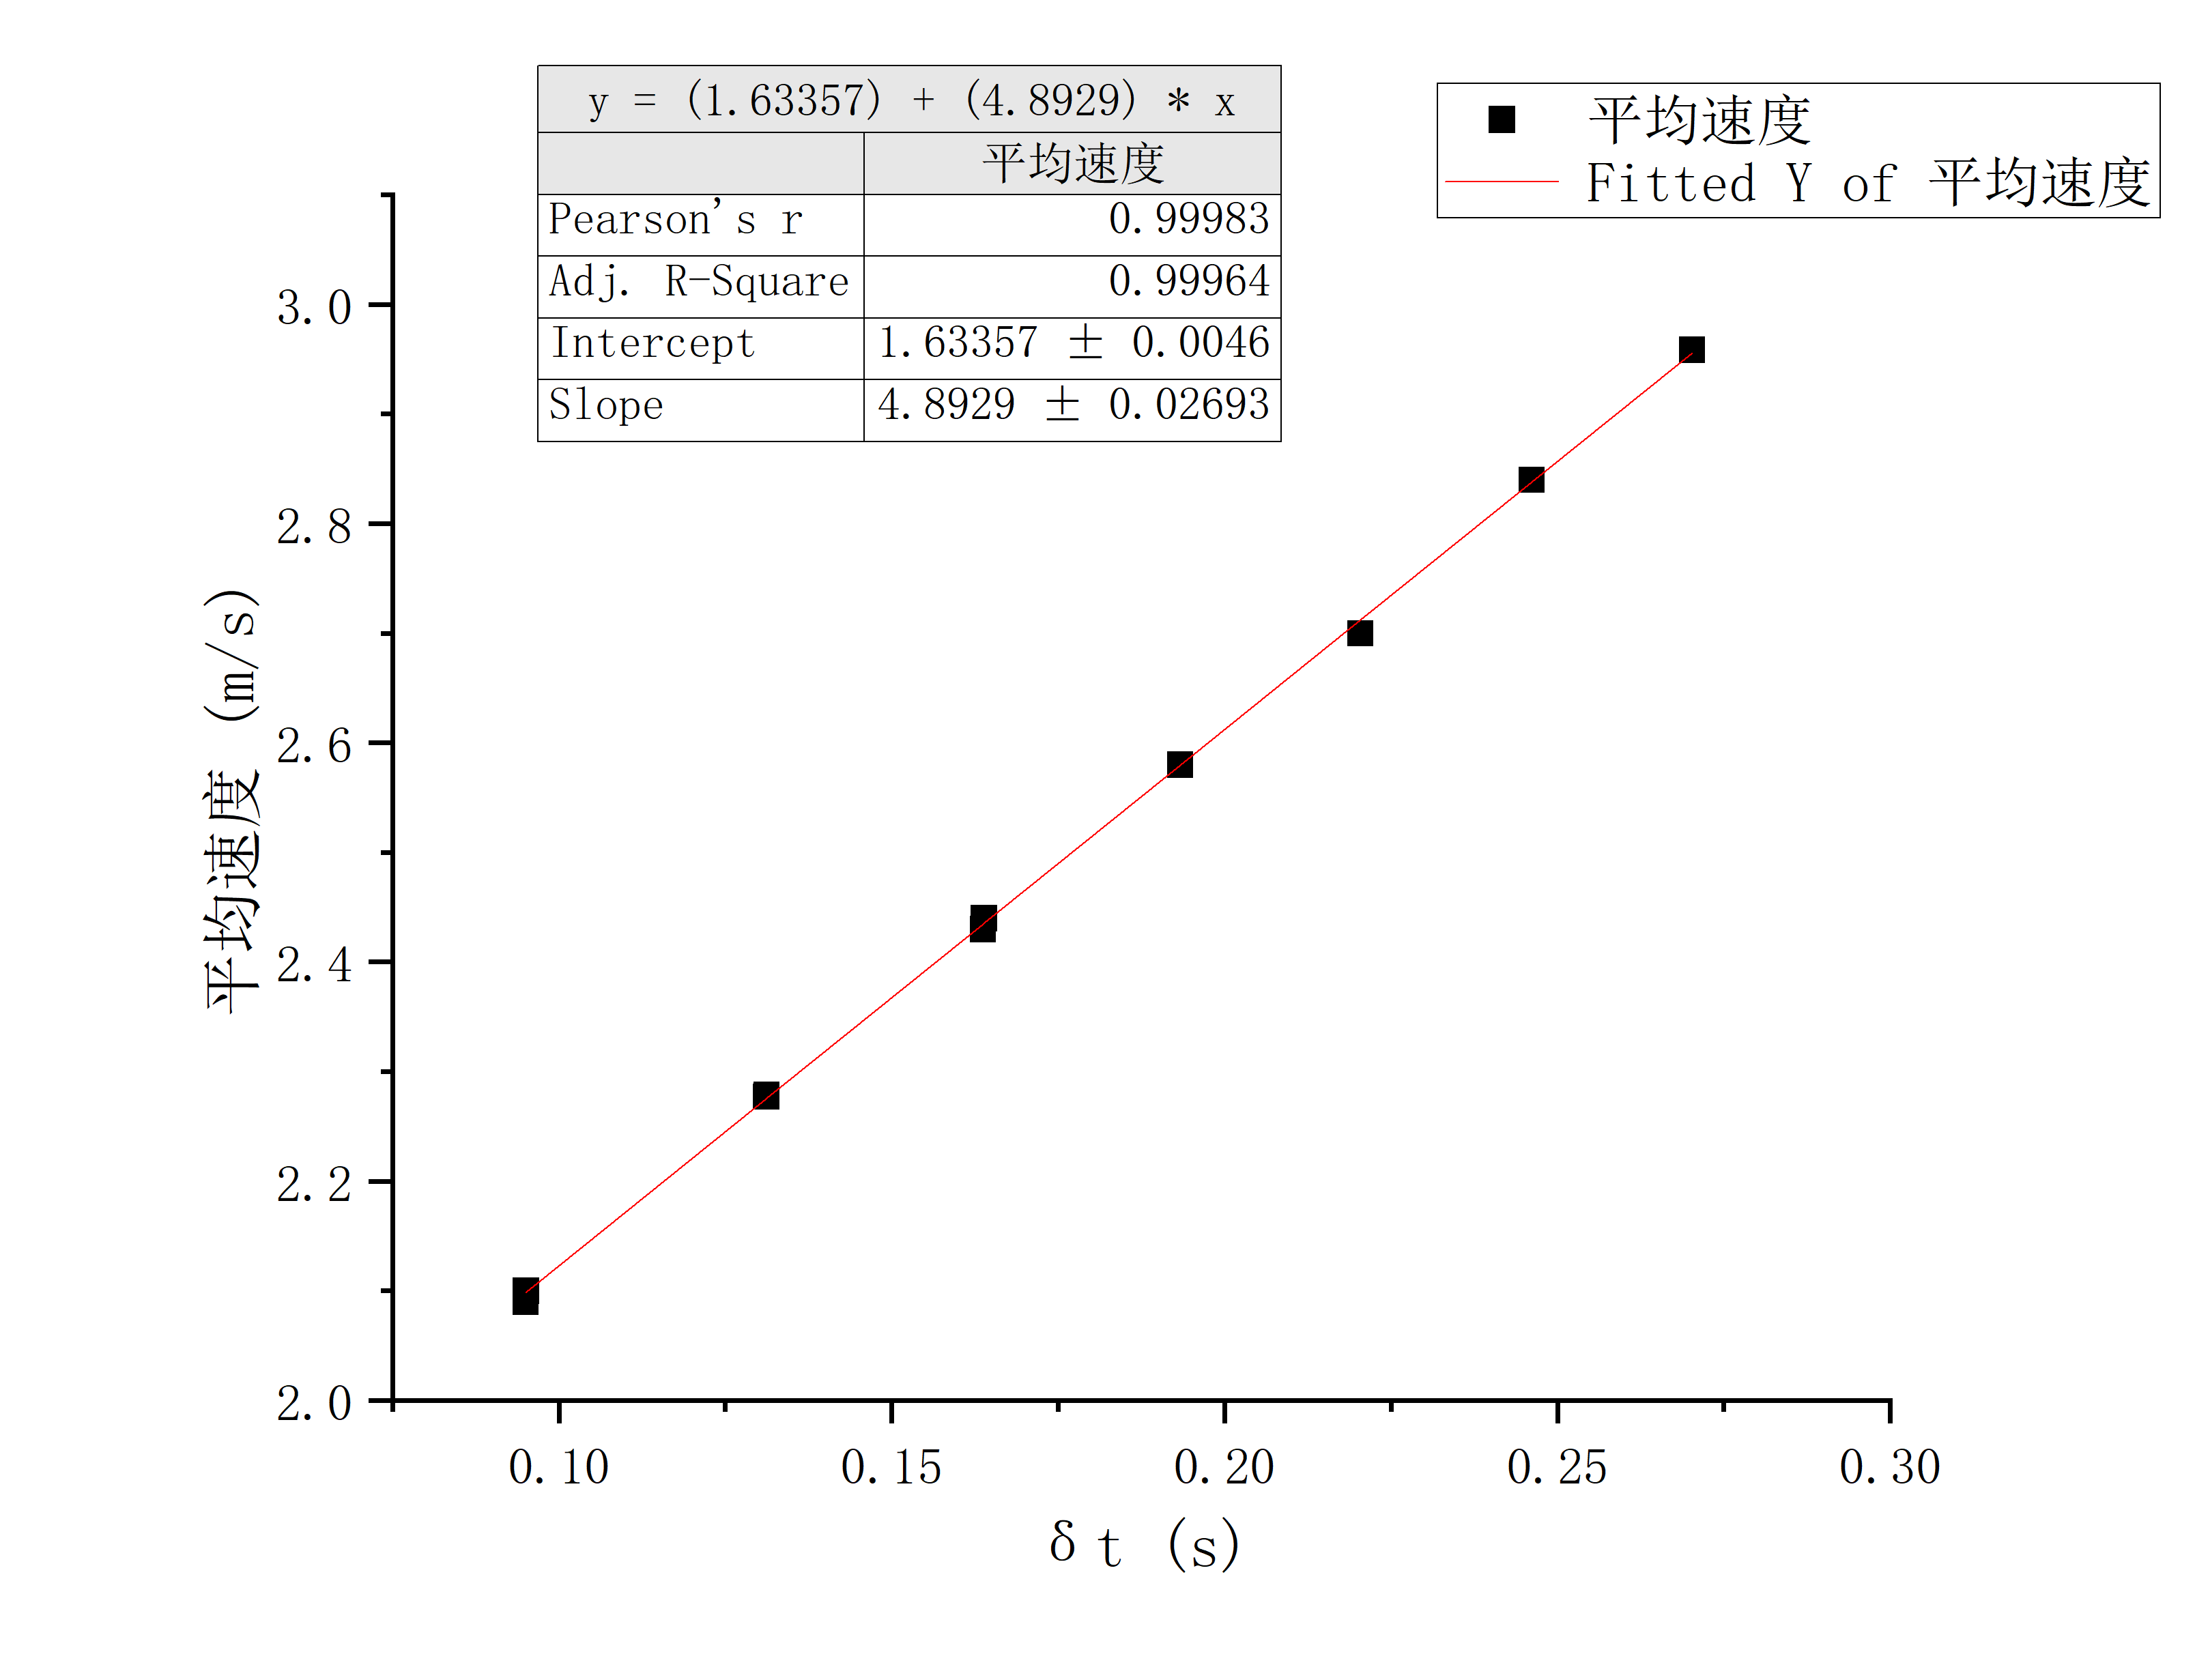 y = (1.63357) + (4.8929) * x
平均速度
Pearson's r 0.99983
Adj. R-Square 0.99964
Intercept 1.63357 ± 0.0046
Slope 4.8929 ± 0.02693
平均速度
Fitted Y of 平均速度
3.0
2.8
2.6
2.4
2.2
2.0
平均速度 (m/s)
0.10 0.15 0.20 0.25 0.30
δt (s)